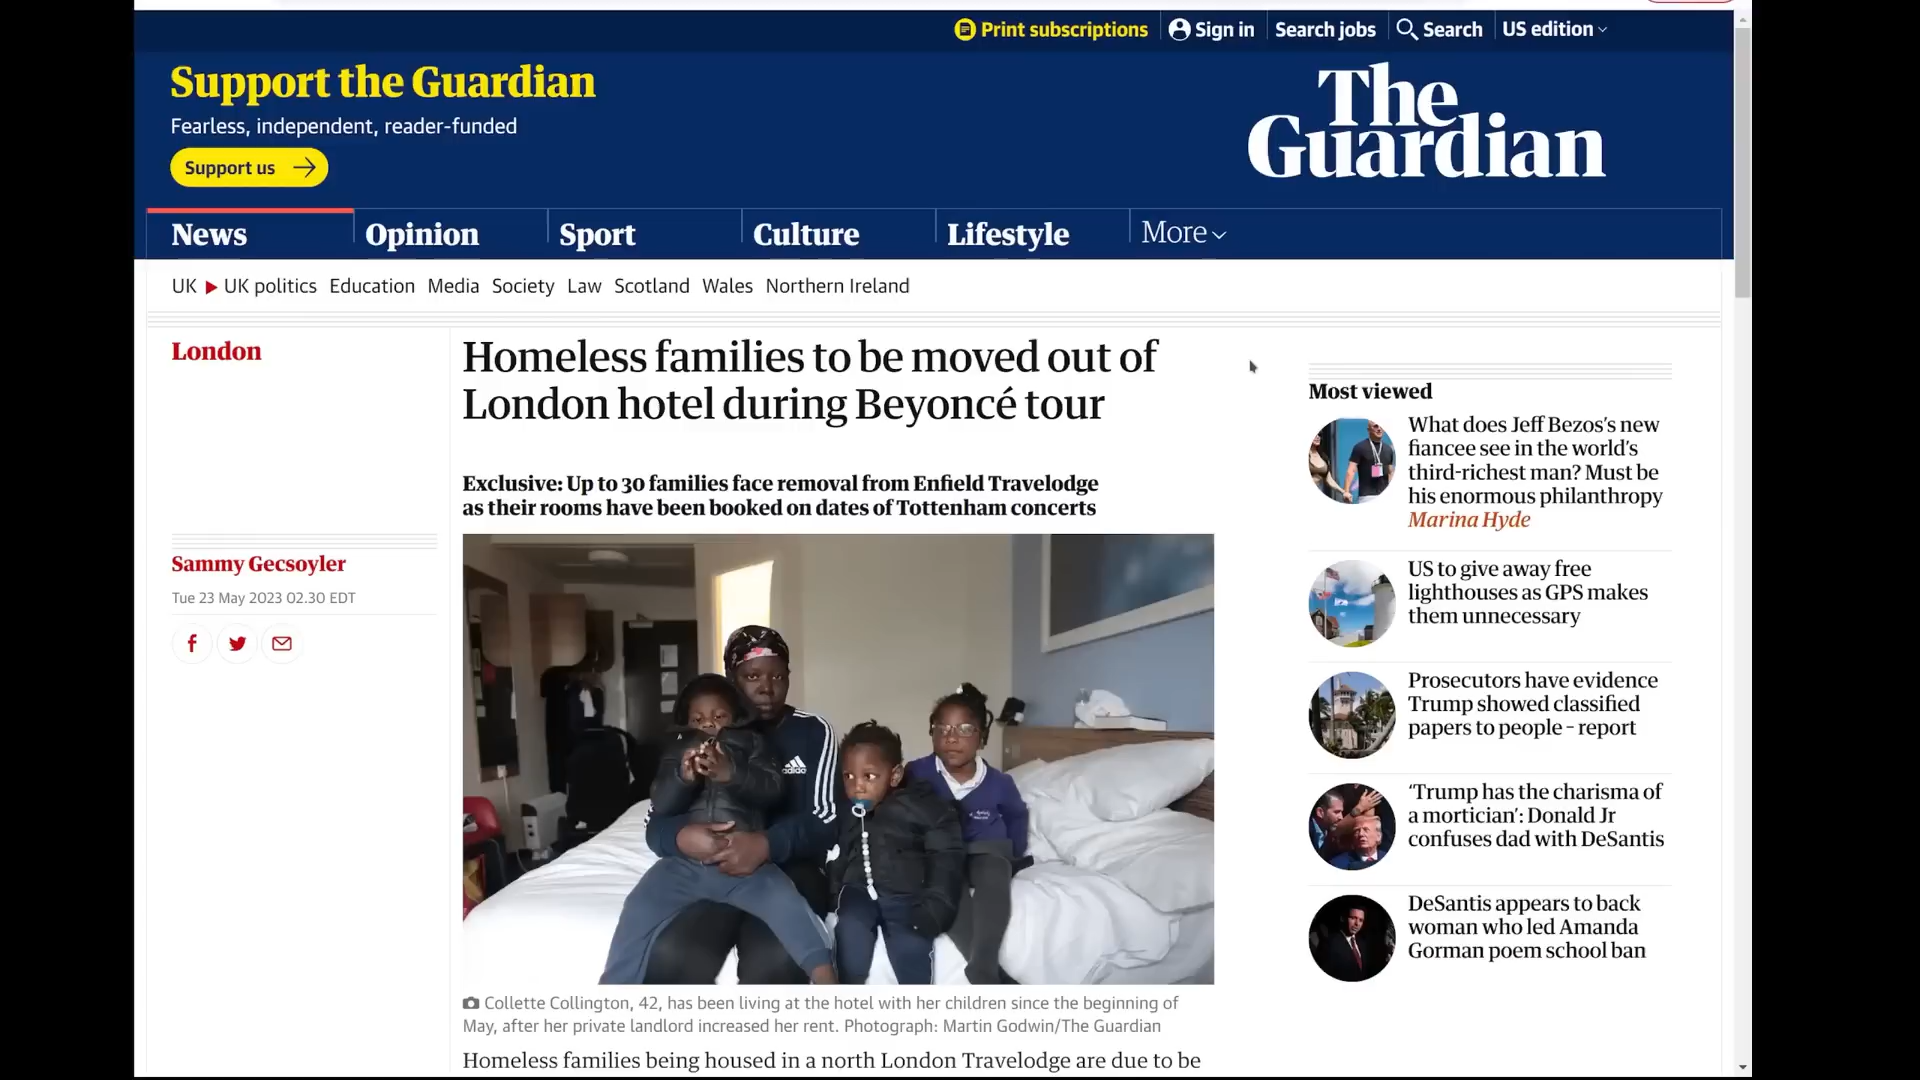 Print subscriptions
Sign in
Search jobs
Search
US edition
Support the Guardian
Fearless, independent, reader-funded
Support us
The
Guardian
News
Opinion
Sport
Culture
Lifestyle
More
UK
UK politics
Education
Media
Society
Law
Scotland
Wales
Northern Ireland
London
Homeless families to be moved out of
London hotel during Beyoncé tour
Exclusive: Up to 30 families face removal from Enfield Travelodge
as their rooms have been booked on dates of Tottenham concerts
Sammy Gecsoyler
Tue 23 May 2023 02.30 EDT
adidas
Collette Collington, 42, has been living at the hotel with her children since the beginning of
May, after her private landlord increased her rent. Photograph: Martin Godwin/The Guardian
Homeless families being housed in a north London Travelodge are due to be
Most viewed
What does Jeff Bezos’s new
fiancee see in the world’s
third-richest man? Must be
his enormous philanthropy
Marina Hyde
US to give away free
lighthouses as GPS makes
them unnecessary
Prosecutors have evidence
Trump showed classified
papers to people – report
‘Trump has the charisma of
a mortician’: Donald Jr
confuses dad with DeSantis
DeSantis appears to back
woman who led Amanda
Gorman poem school ban